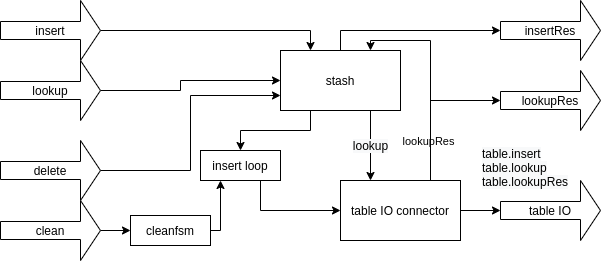 insert
insertRes
stash
lookup
lookupRes
lookup
lookupRes
table.insert
table.lookup
table.lookupRes
delete
insert loop
table IO connector
table IO
clean
cleanfsm